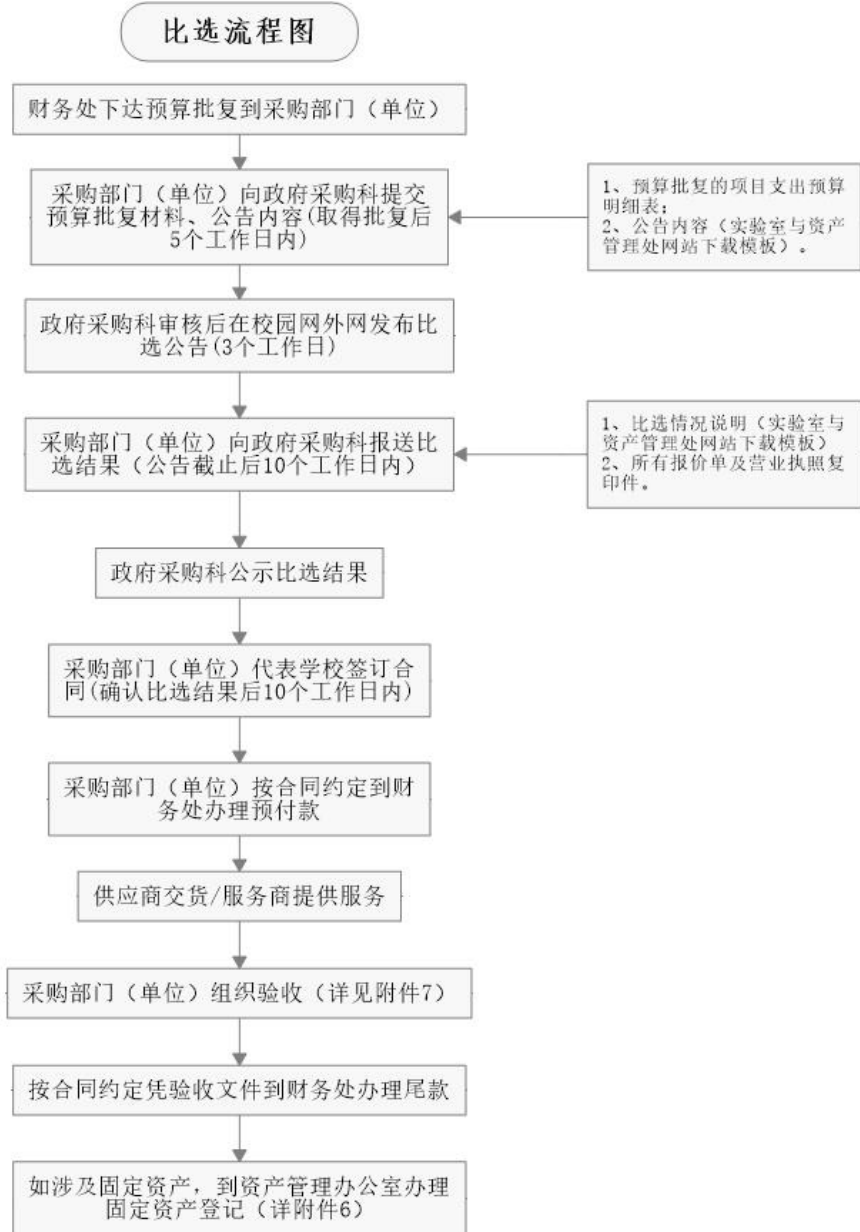 比选流程图
财务处下达预算批复到采购部门（单位）
采购部门（单位）向政府采购科提交
预算批复材料、公告内容(取得批复后
5个工作日内)
1、预算批复的项目支出预算
明细表；
2、公告内容（实验室与资产
管理处网站下载模板）。
政府采购科审核后在校园网外网发布比
选公告(3个工作日)
采购部门（单位）向政府采购科报送比
选结果（公告截止后10个工作日内）
1、比选情况说明（实验室与
资产管理处网站下载模板）
2、所有报价单及营业执照复
印件。
政府采购科公示比选结果
采购部门（单位）代表学校签订合
同(确认比选结果后10个工作日内)
采购部门（单位）按合同约定到财
务处办理预付款
供应商交货/服务商提供服务
采购部门（单位）组织验收（详见附件7）
按合同约定凭验收文件到财务处办理尾款
如涉及固定资产，到资产管理办公室办理
固定资产登记（详附件6）